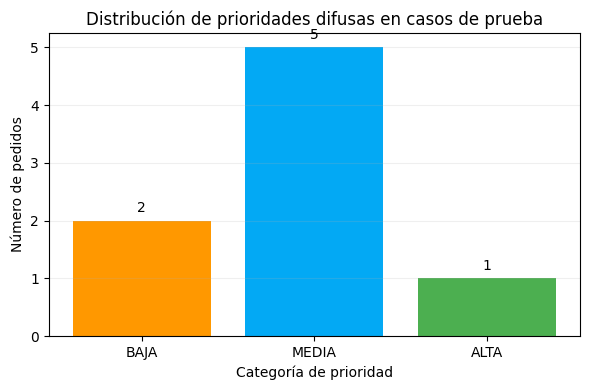 Distribución de prioridades difusas en casos de prueba
5
5
4
3
2
1
0
2
1
Número de pedidos
BAJA
MEDIA
ALTA
Categoría de prioridad